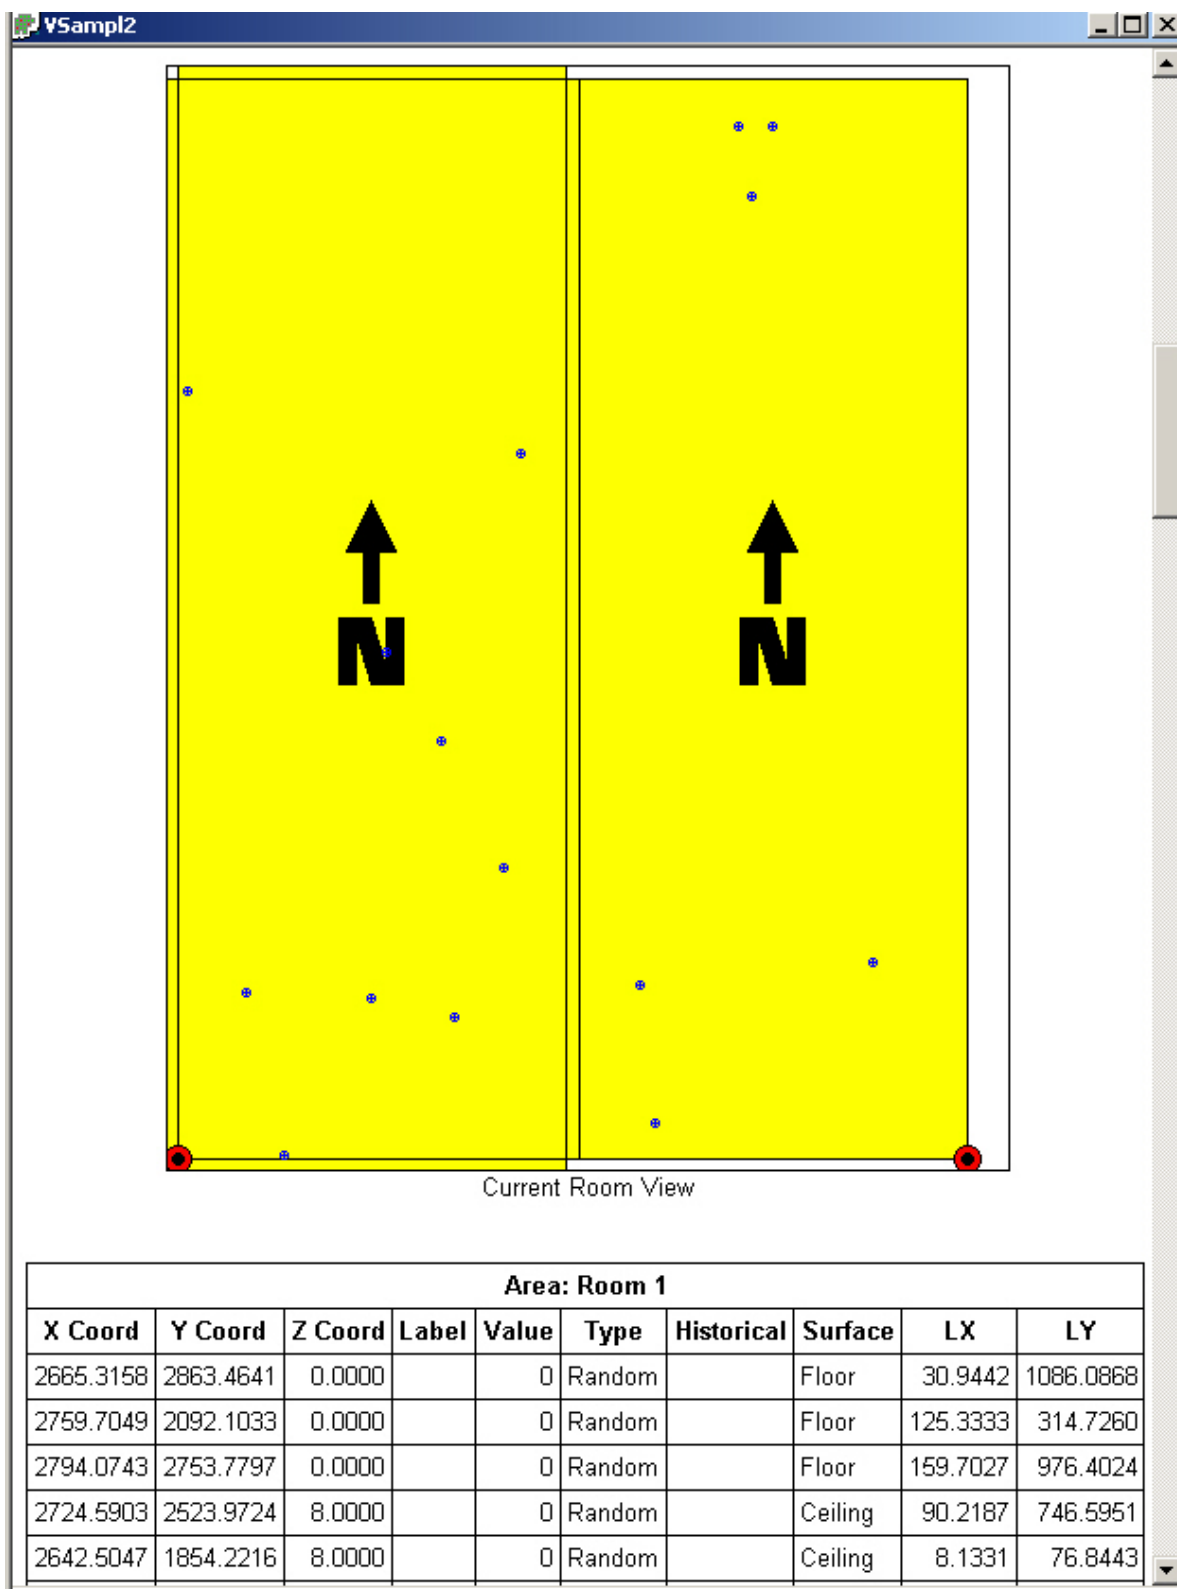 VSampl2
N N
Current Room View
Area: Room 1
X Coord Y Coord Z Coord Label Value Type Historical Surface LX LY
2665.3158 2863.4641 0.0000 0 Random Floor 30.9442 1086.0868
2759.7049 2092.1033 0.0000 0 Random Floor 125.3333 314.7260
2794.0743 2753.7797 0.0000 0 Random Floor 159.7027 976.4024
2724.5903 2523.9724 8.0000 0 Random Ceiling 90.2187 746.5951
2642.5047 1854.2216 8.0000 0 Random Ceiling 8.1331 76.8443